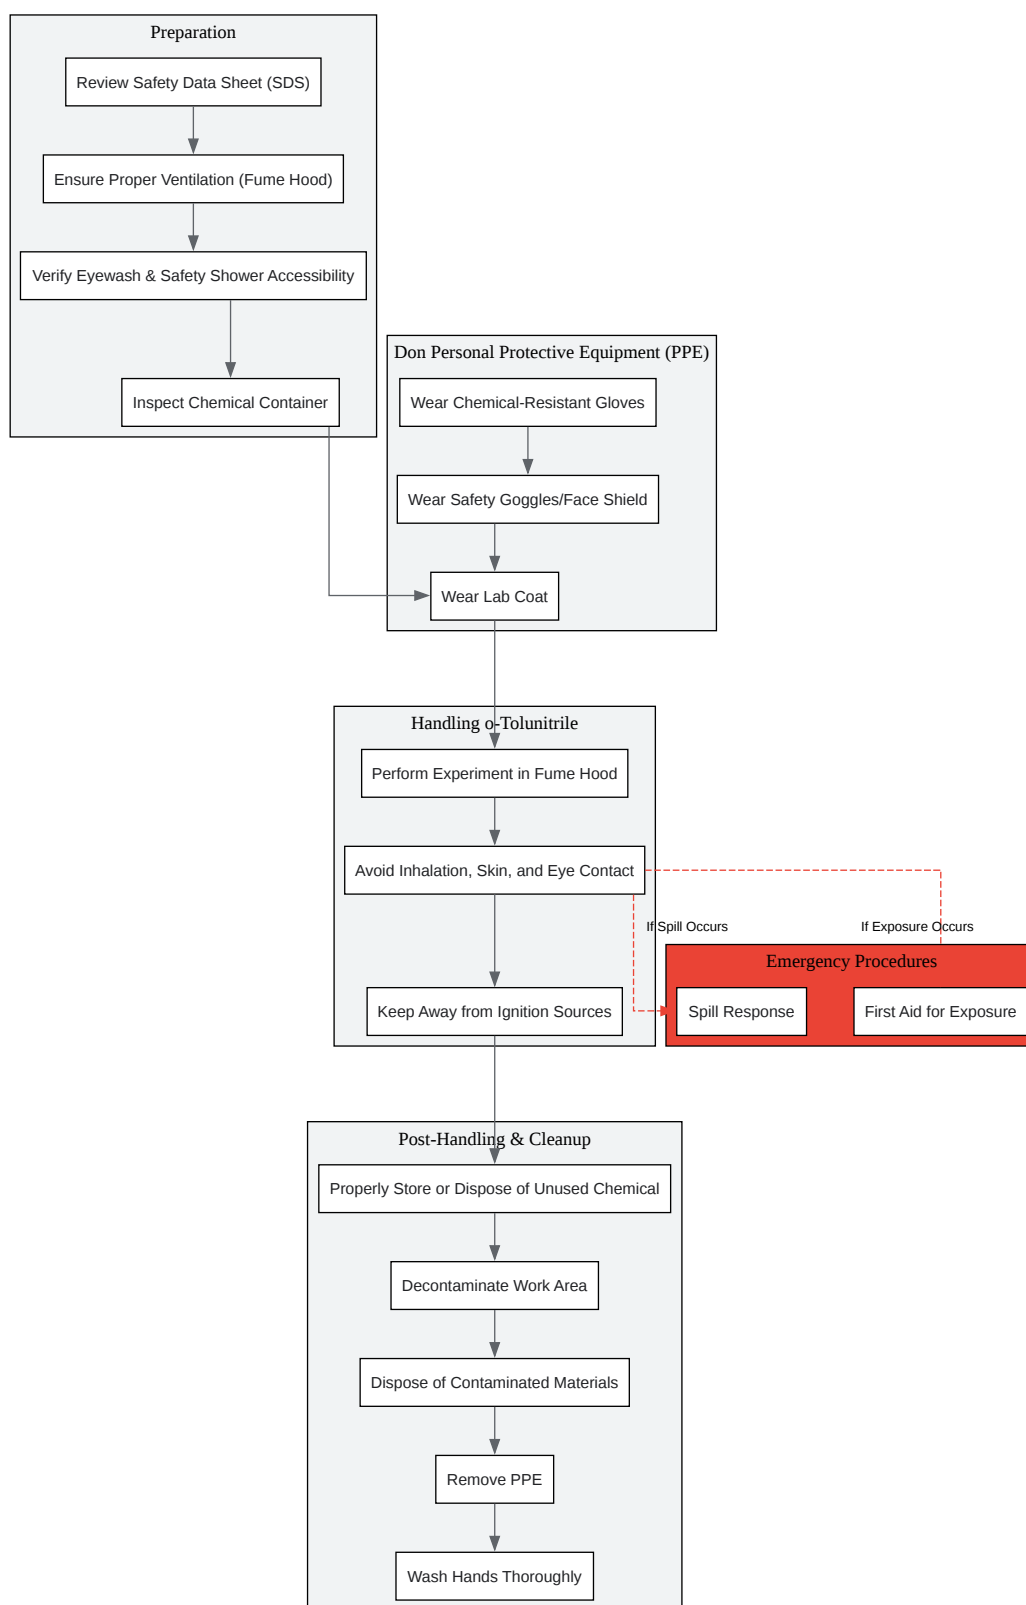 Preparation
Review Safety Data Sheet (SDS)
Ensure Proper Ventilation (Fume Hood)
Verify Eyewash & Safety Shower Accessibility
Inspect Chemical Container
Don Personal Protective Equipment (PPE)
Wear Chemical-Resistant Gloves
Wear Safety Goggles/Face Shield
Wear Lab Coat
Handling o-Tolunitrile
Perform Experiment in Fume Hood
Avoid Inhalation, Skin, and Eye Contact
If Spill Occurs
If Exposure Occurs
Keep Away from Ignition Sources
Emergency Procedures
Spill Response
First Aid for Exposure
Post-Handling & Cleanup
Properly Store or Dispose of Unused Chemical
Decontaminate Work Area
Dispose of Contaminated Materials
Remove PPE
Wash Hands Thoroughly